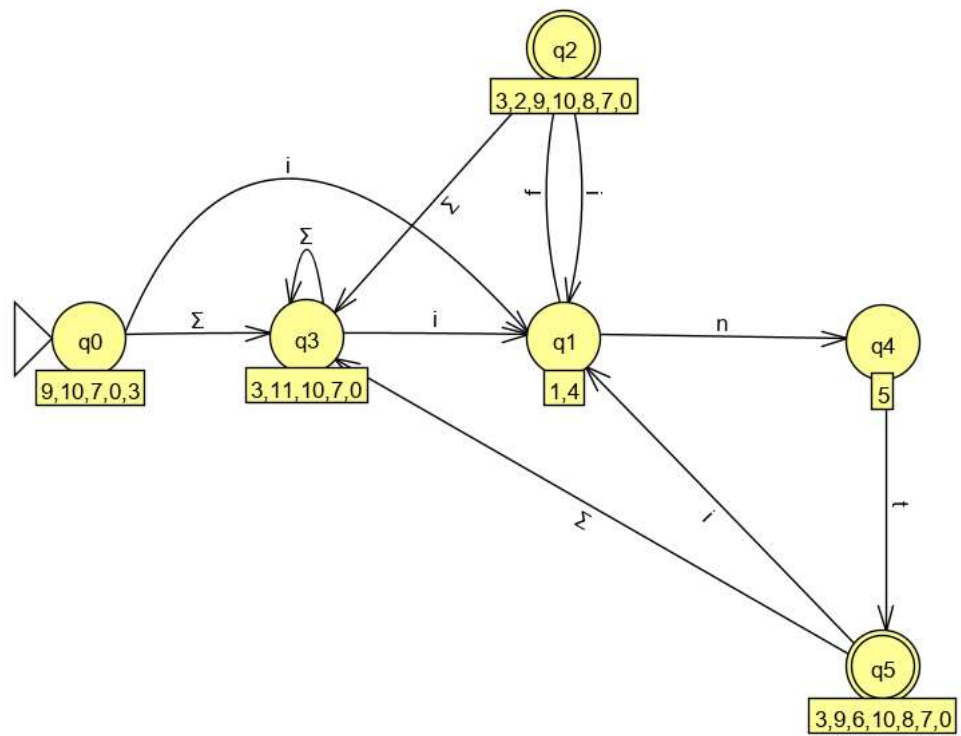 q2
3,2,9,10,8,7,0
i
Σ
f
i
Σ
Σ
i
n
q0
q3
q1
q4
9,10,7,0,3
3,11,10,7,0
1,4
5
t
Σ
i
q5
3,9,6,10,8,7,0